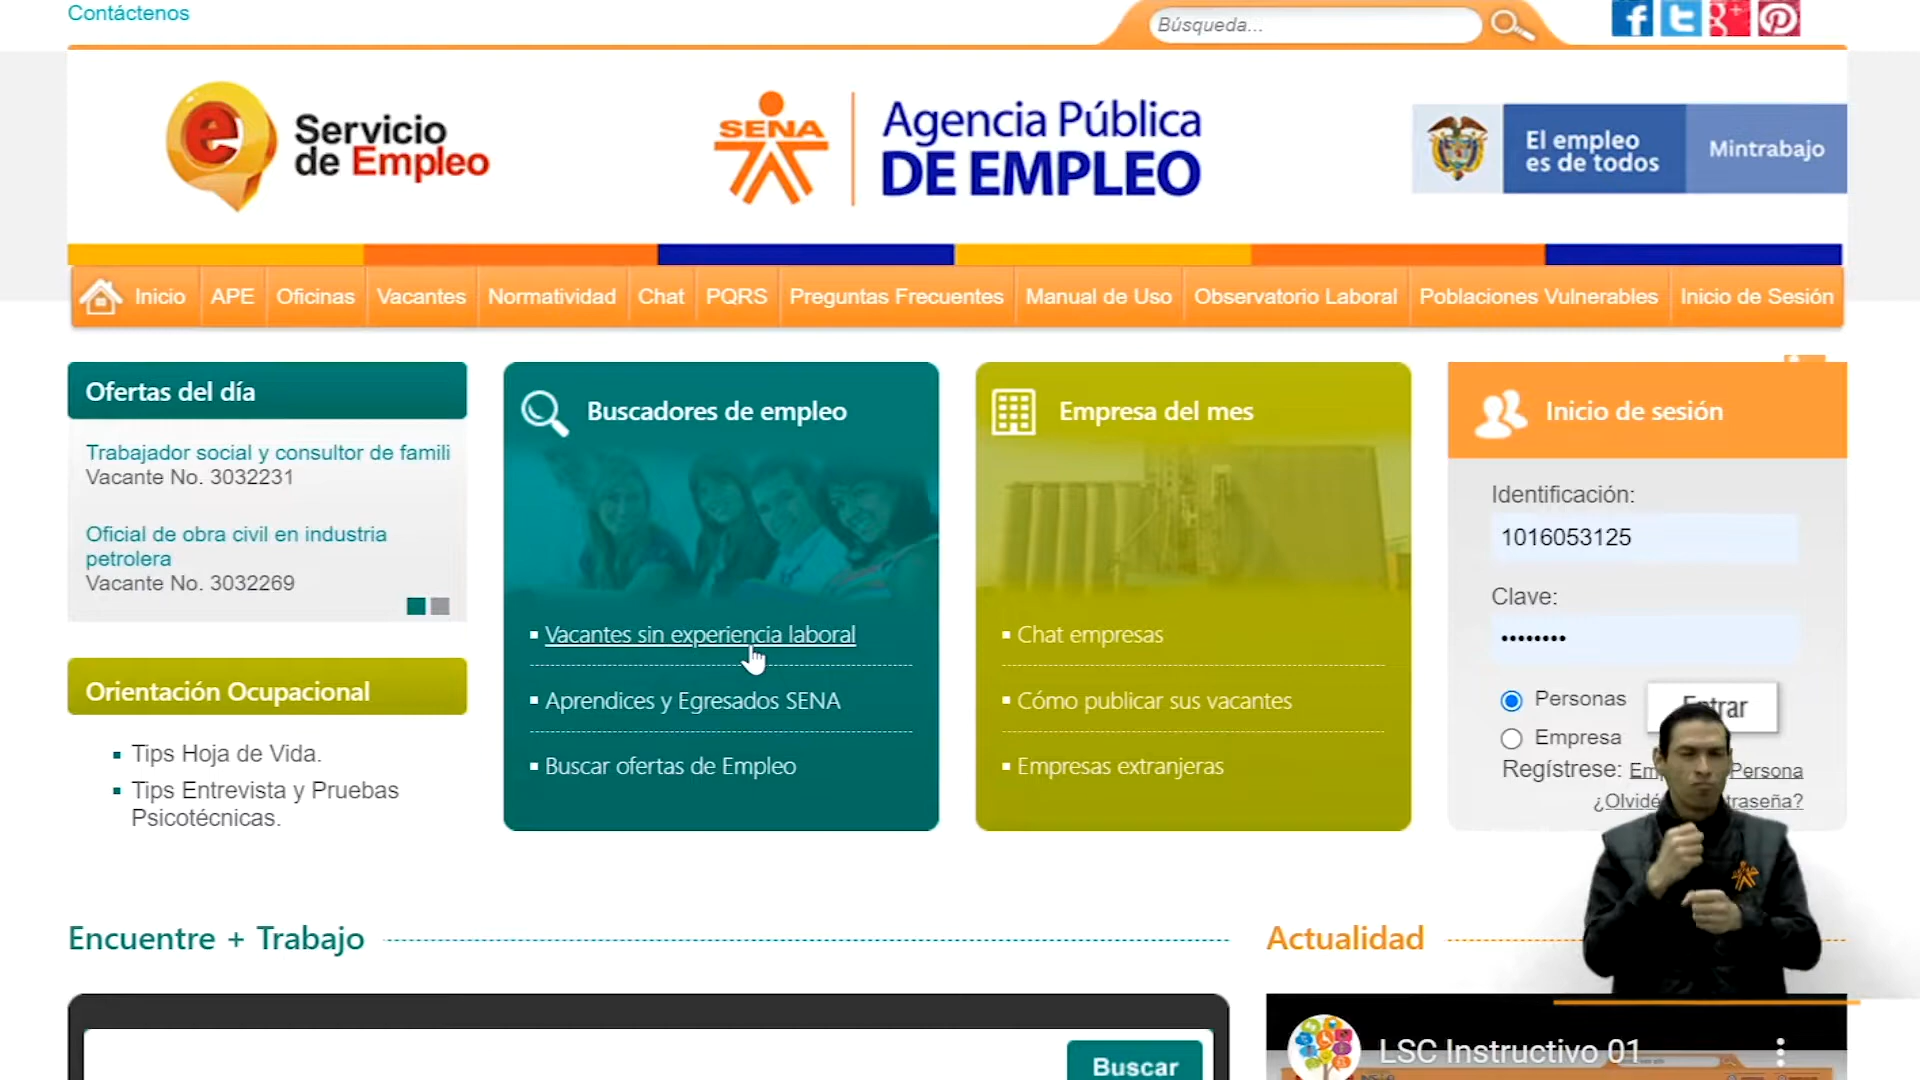 Contáctenos
Búsqueda...
Servicio
de Empleo
SENA
Agencia Pública
DE EMPLEO
El empleo
es de todos
Mintrabajo
Inicio
APE
Oficinas
Vacantes
Normatividad
Chat
PQRS
Preguntas Frecuentes
Manual de Uso
Observatorio Laboral
Poblaciones Vulnerables
Inicio de Sesión
Ofertas del día
Trabajador social y consultor de famili
Vacante No. 3032231
Oficial de obra civil en industria
petrolera
Vacante No. 3032269
Orientación Ocupacional
Tips Hoja de Vida.
Tips Entrevista y Pruebas
Psicotécnicas.
Buscadores de empleo
Vacantes sin experiencia laboral
Aprendices y Egresados SENA
Buscar ofertas de Empleo
Empresa del mes
Chat empresas
Cómo publicar sus vacantes
Empresas extranjeras
Inicio de sesión
Identificación:
1016053125
Clave:
••••••••
Personas
Empresa
Regístrese:
Persona
Encuentre + Trabajo
Buscar
Actualidad
LSC Instructivo 01